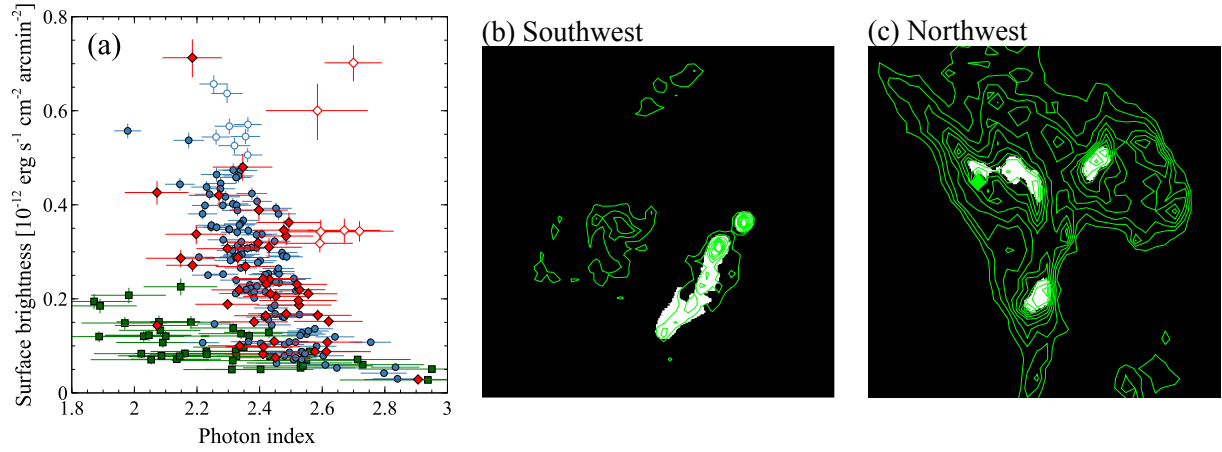 (a)
(b) Southwest
(c) Northwest
Surface brightness [10⁻¹² erg s⁻¹ cm⁻² arcmin⁻²]
0.8
0.6
0.4
0.2
0
1.8 2 2.2 2.4 2.6 2.8 3
Photon index